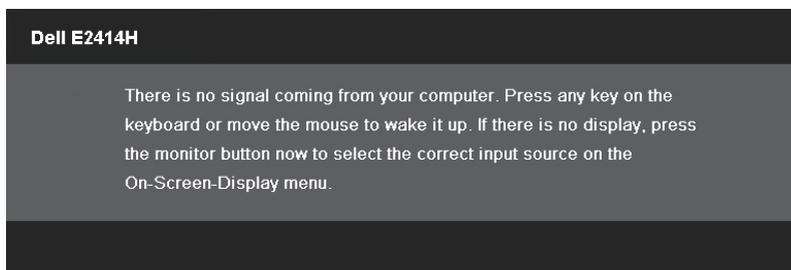 Dell E2414H
There is no signal coming from your computer. Press any key on the
keyboard or move the mouse to wake it up. If there is no display, press
the monitor button now to select the correct input source on the
On-Screen-Display menu.